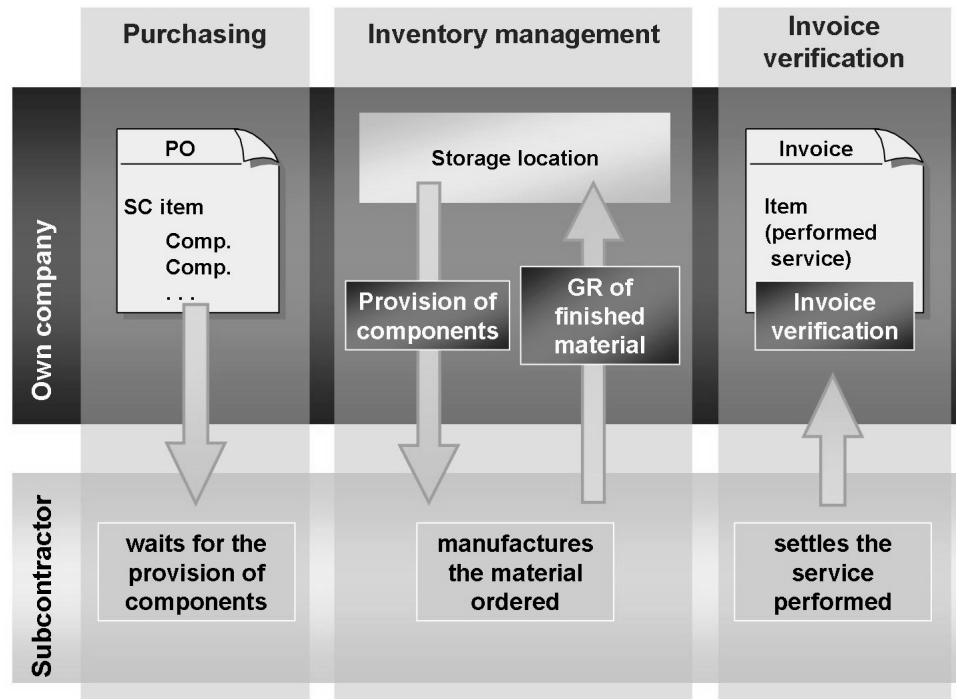 Purchasing
Inventory management
Invoice
verification
Own company
PO
SC item
Comp.
Comp.
. . .
Storage location
Provision of
components
GR of
finished
material
Invoice
Item
(performed
service)
Invoice
verification
Subcontractor
waits for the
provision of
components
manufactures
the material
ordered
settles the
service
performed